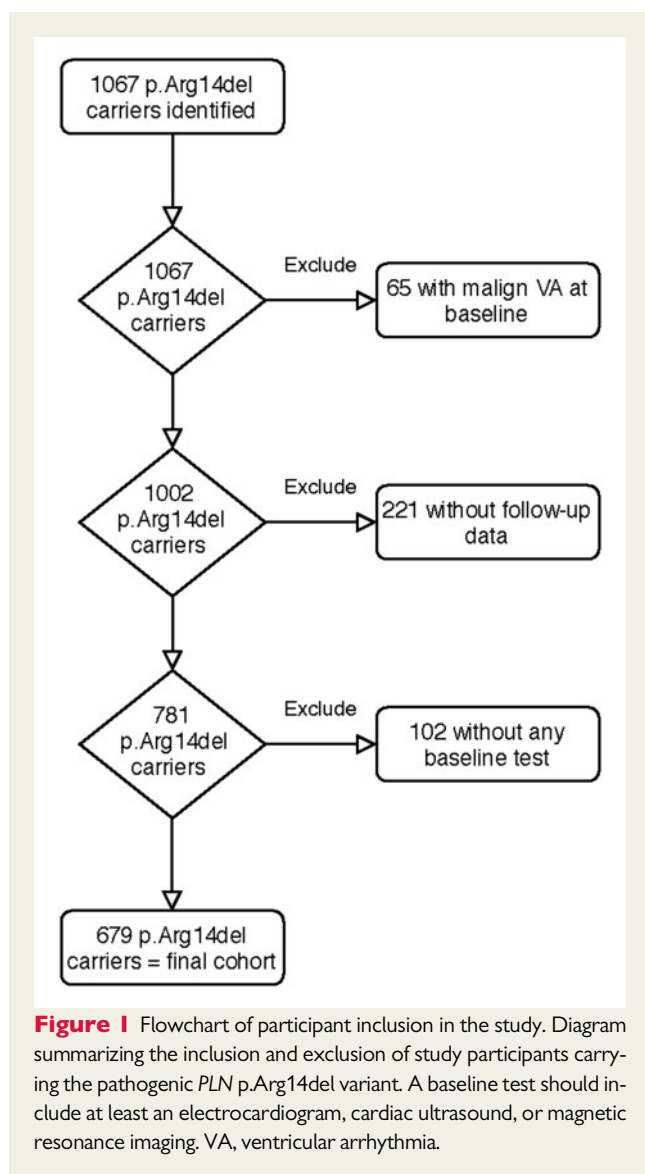 1067 p.Arg14del
carriers identified
1067
p.Arg14del
carriers
Exclude
65 with malign VA at
baseline
1002
p.Arg14del
carriers
Exclude
221 without follow-up
data
781
p.Arg14del
carriers
Exclude
102 without any
baseline test
679 p.Arg14del
carriers = final cohort
Figure 1 Flowchart of participant inclusion in the study. Diagram
summarizing the inclusion and exclusion of study participants carry-
ing the pathogenic PLN p.Arg14del variant. A baseline test should in-
clude at least an electrocardiogram, cardiac ultrasound, or magnetic
resonance imaging. VA, ventricular arrhythmia.